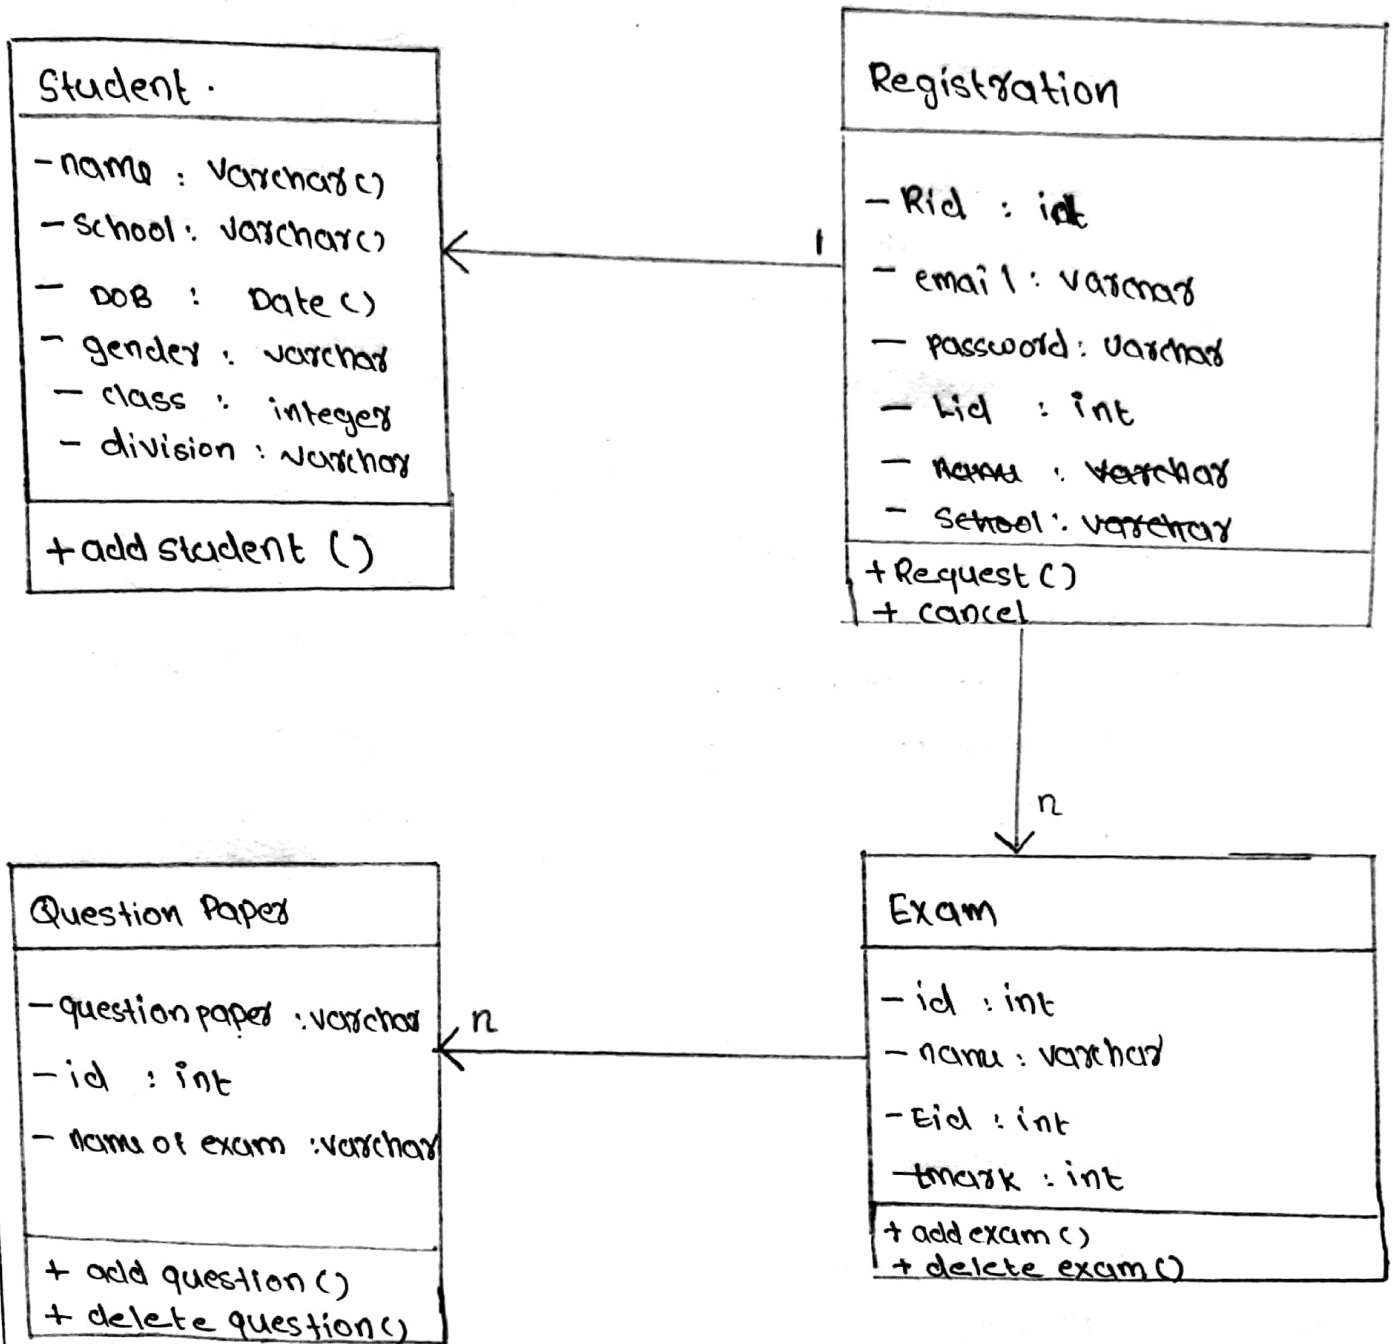 Student.
-name : varchar()
- School : varchar()
- DOB : Date ()
- gender : varchar
- class : integer
- division : varchar
+ add student ()
Registration
- Rid : int
- email : varchar
- password : varchar
- Lid : int
- name : varchar
- school : varchar
+ Request ()
+ cancel
1
n
Question Paper
- question paper : varchar
- id : int
- name of exam : varchar
+ add question ()
+ delete question ()
n
Exam
- id : int
- name : varchar
- Eid : int
- tmark : int
+ add exam ()
+ delete exam ()